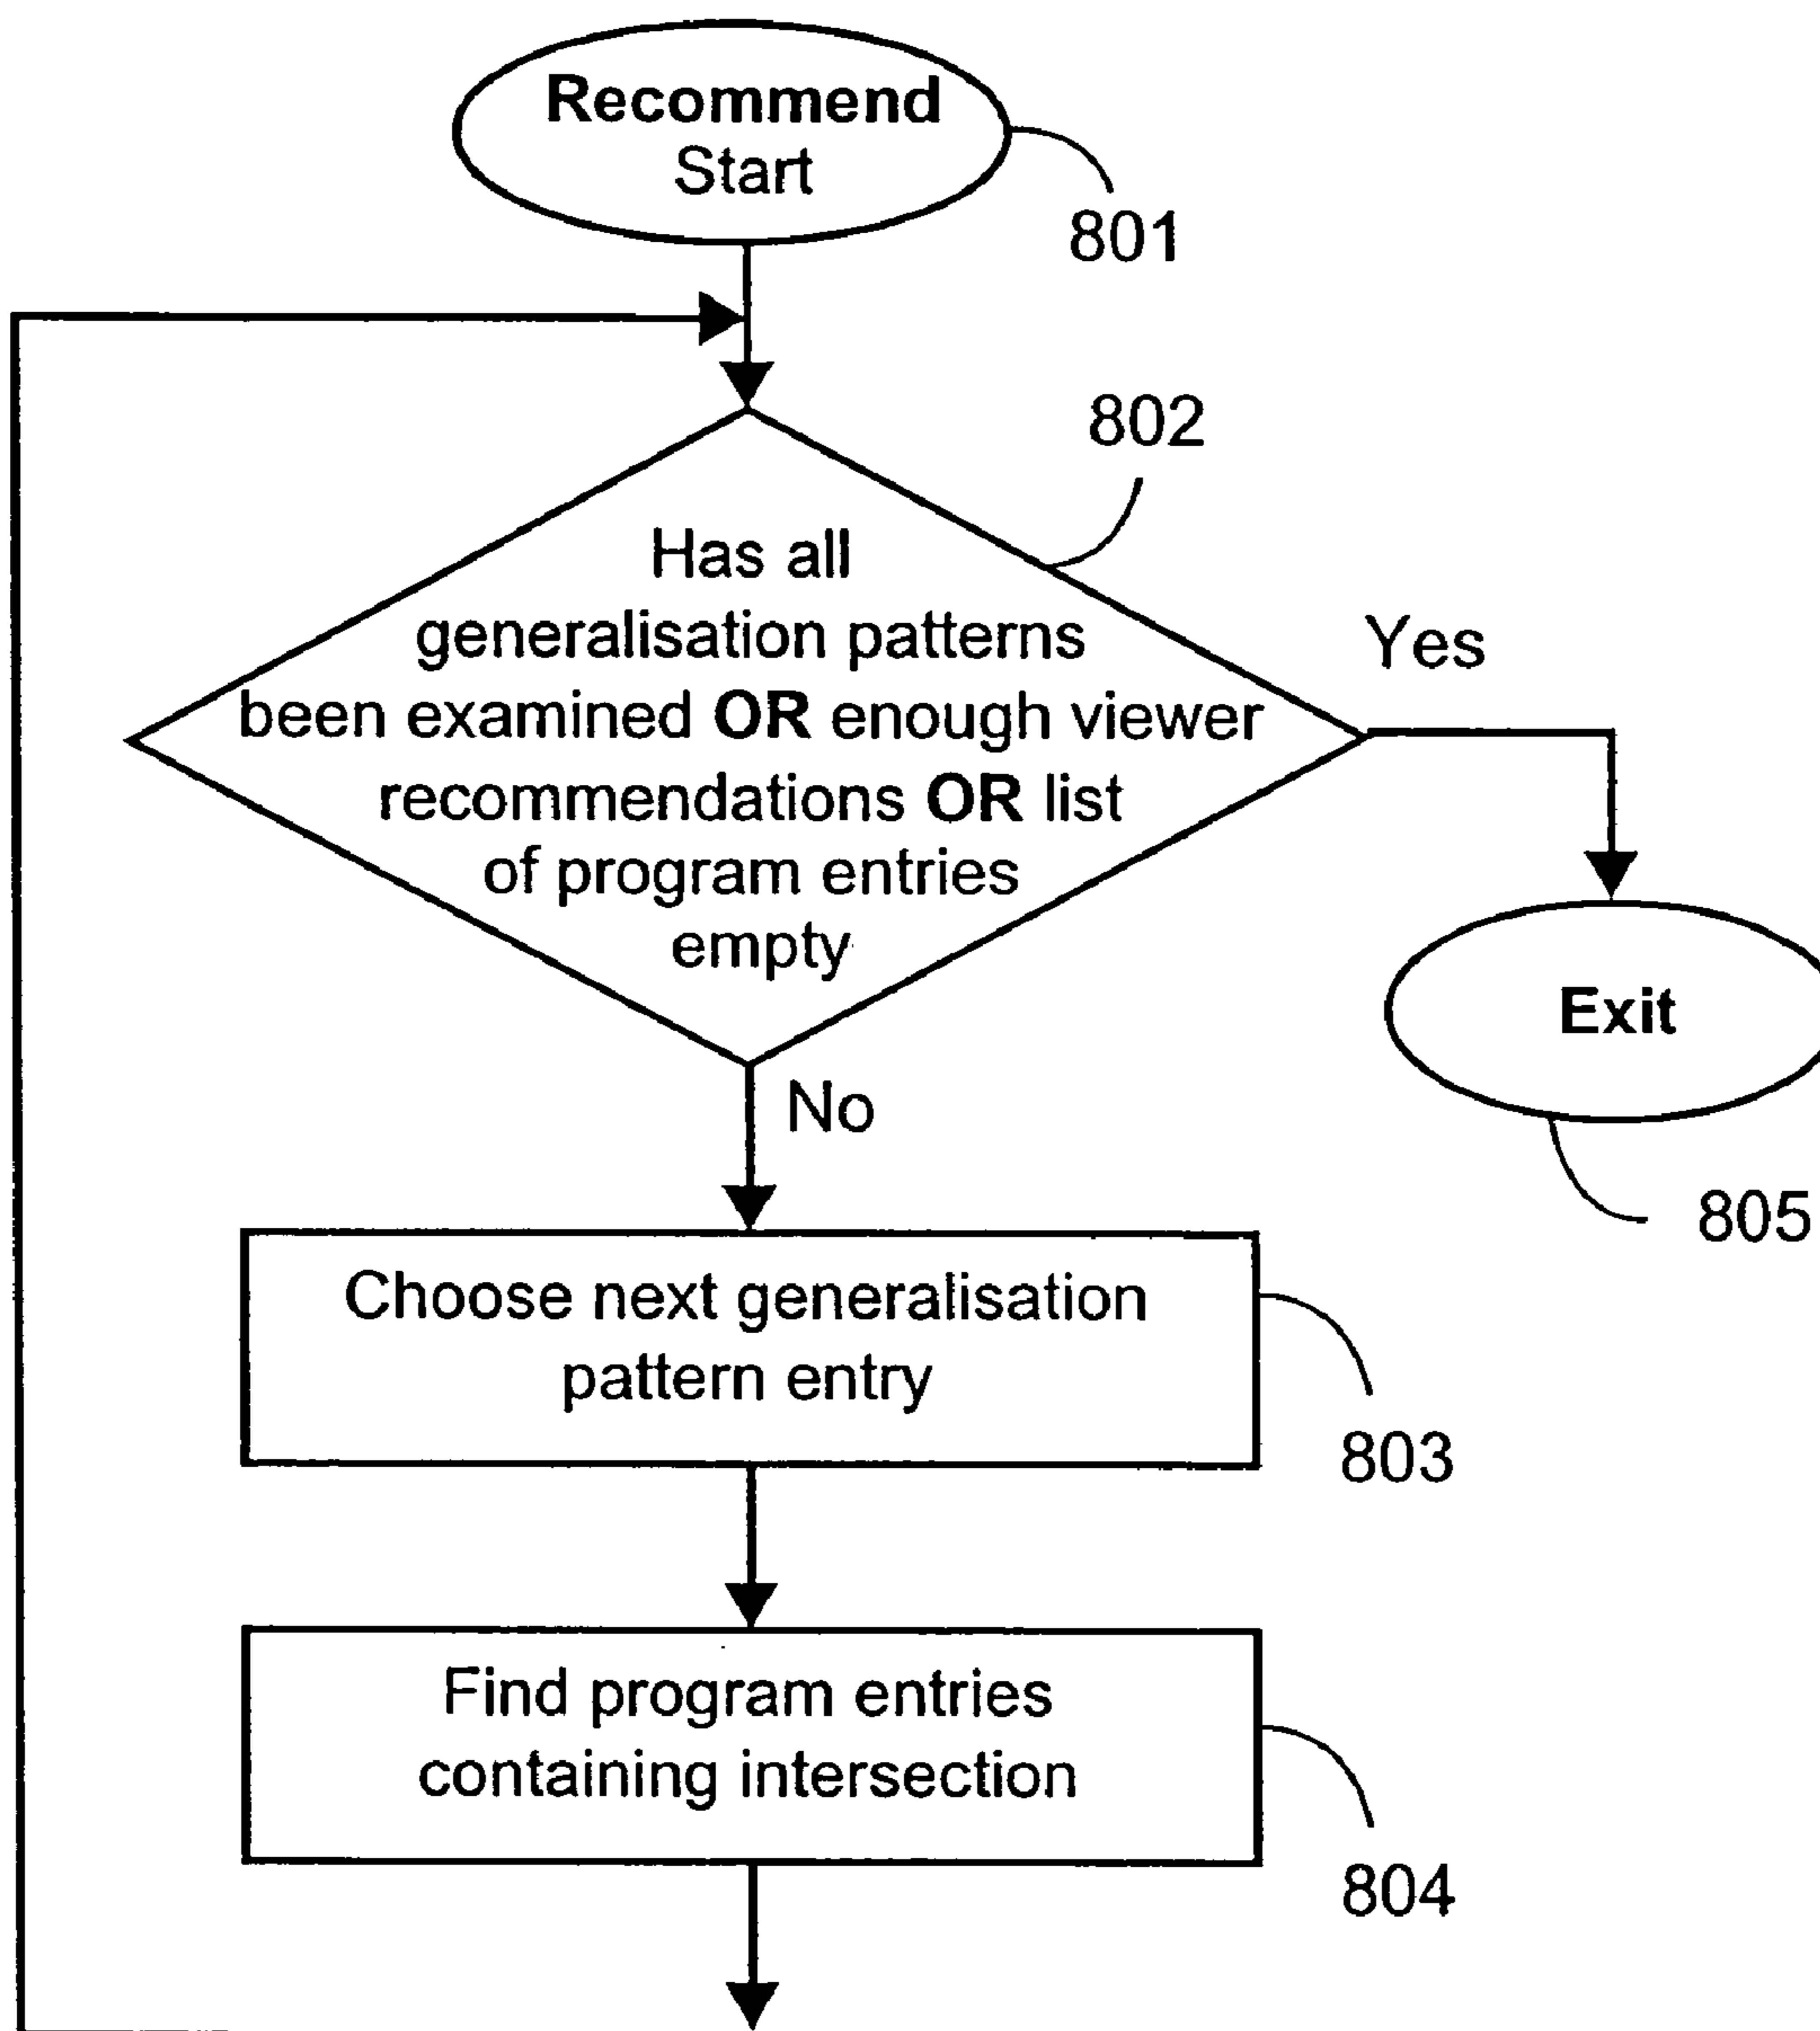 Recommend
Start
801
802
Has all
generalisation patterns
been examined OR enough viewer
recommendations OR list
of program entries
empty
Yes
Exit
805
No
Choose next generalisation
pattern entry
803
Find program entries
containing intersection
804